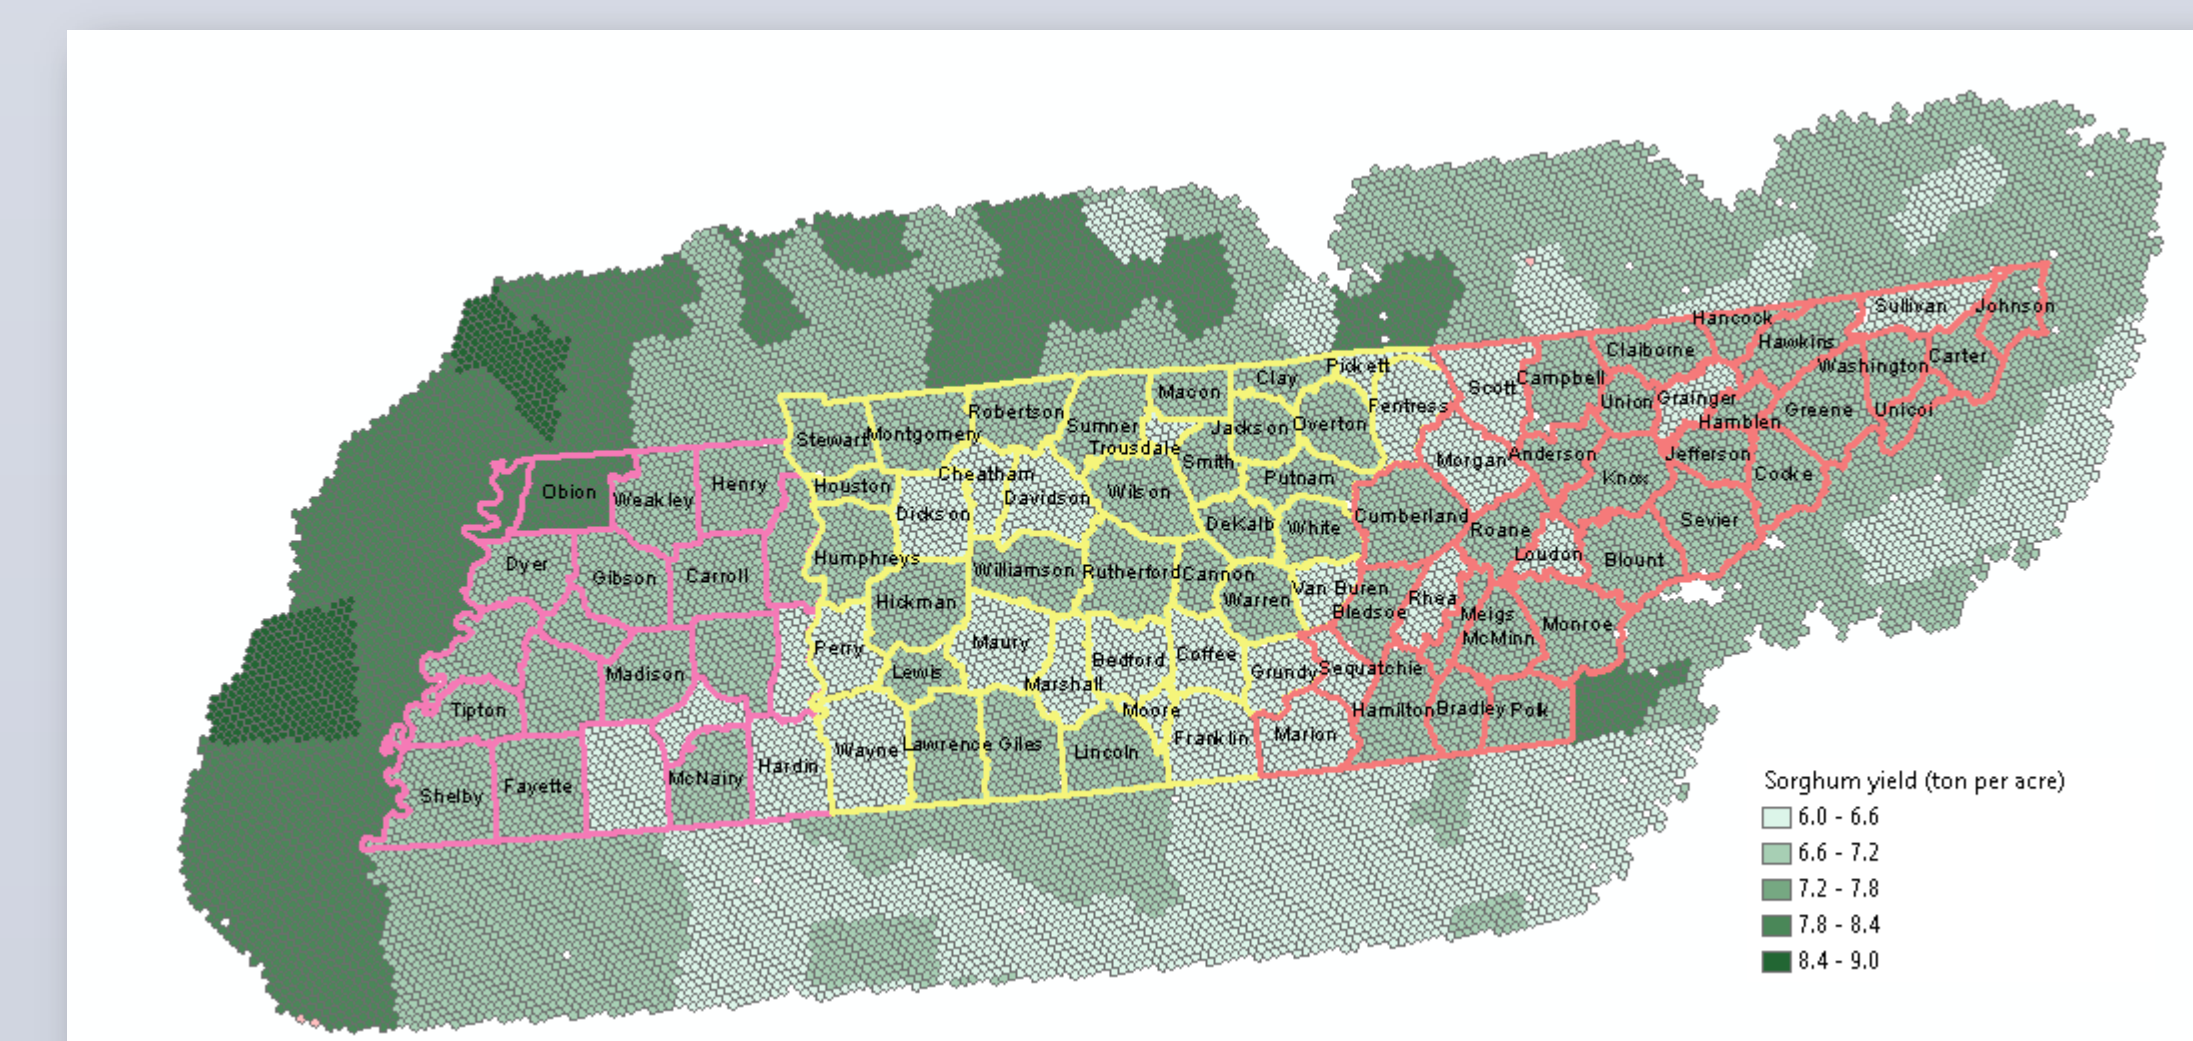 Sullivan
Johnson
Hancock
Hawkins
Claiborne
Washington
Carter
Pickett
Clay
Macon
Scott
Campbell
Union
Grainger
Hamblen
Greene
Unicoi
Fentress
Robertson
Sumner
Jackson
Overton
Stewart
Montgomery
Trousdale
Smith
Morgan
Anderson
Jefferson
Cocke
Knox
Cheatham
Davidson
Wilson
Putnam
Houston
Henry
Obion
Weakley
Dickson
DeKalb
White
Cumberland
Roane
Sevier
Loudon
Blount
Humphreys
Dyer
Gibson
Carroll
Williamson
Rutherford
Cannon
Warren
Van Buren
Bledsoe
Rhea
Meigs
McMinn
Monroe
Hickman
Perry
Maury
Lewis
Bedford
Coffee
Marshall
Grundy
Sequatchie
Madison
Tipton
Moore
Hamilton
Bradley
Polk
Wayne
Lawrence
Giles
Lincoln
Franklin
Marion
Shelby
Fayette
McNairy
Hardin
Sorghum yield (ton per acre)
6.0 - 6.6
6.6 - 7.2
7.2 - 7.8
7.8 - 8.4
8.4 - 9.0